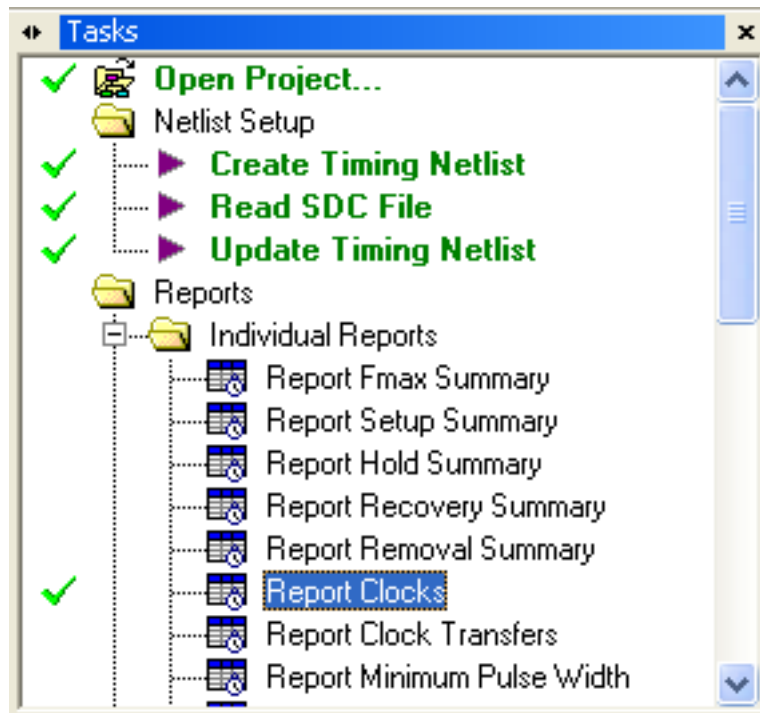 Tasks
Open Project...
Netlist Setup
Create Timing Netlist
Read SDC File
Update Timing Netlist
Reports
Individual Reports
Report Fmax Summary
Report Setup Summary
Report Hold Summary
Report Recovery Summary
Report Removal Summary
Report Clocks
Report Clock Transfers
Report Minimum Pulse Width